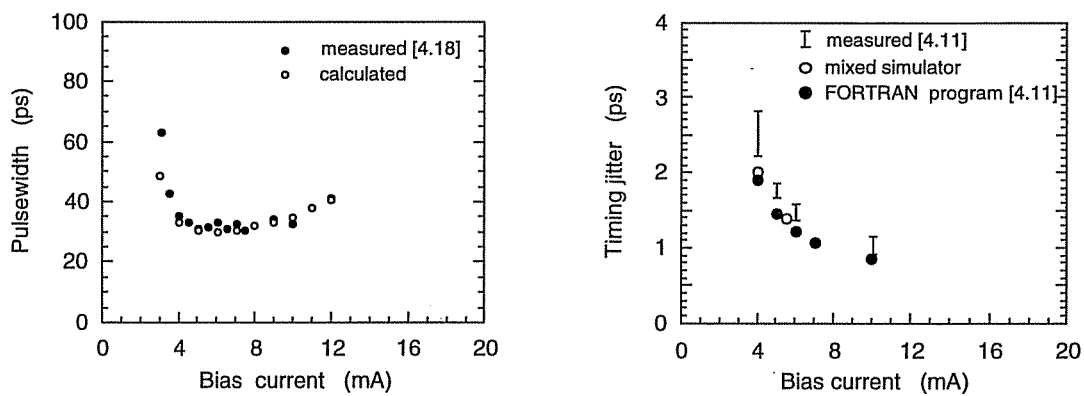 100
80
60
40
20
0
Pulsewidth (ps)
measured [4.18]
calculated
0 4 8 12 16 20
Bias current (mA)
4
3
2
1
0
Timing jitter (ps)
measured [4.11]
mixed simulator
FORTRAN program [4.11]
0 4 8 12 16 20
Bias current (mA)